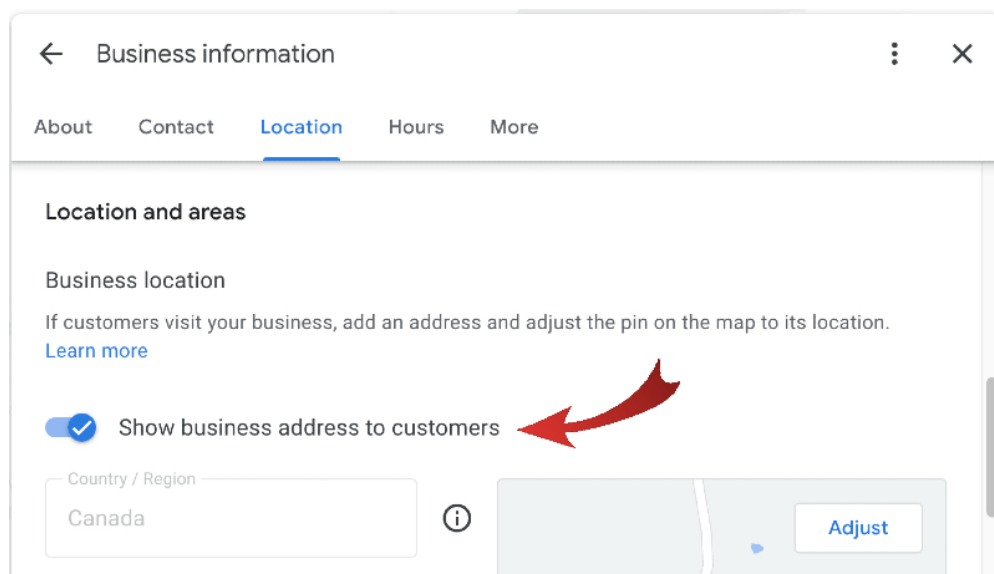 Business information
About Contact Location Hours More
Location and areas
Business location
If customers visit your business, add an address and adjust the pin on the map to its location.
Learn more
Show business address to customers
Country / Region
Canada
Adjust